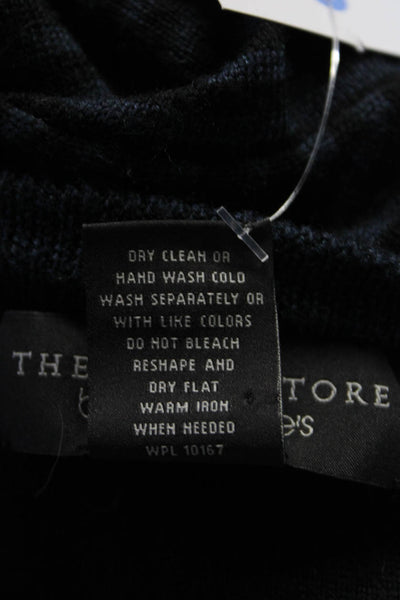 DRY CLEAN OR
HAND WASH COLD
WASH SEPARATELY OR
WITH LIKE COLORS
DO NOT BLEACH
RESHAPE AND
DRY FLAT
WARM IRON
WHEN NEEDED
WPL 10167
THE TORE
e's